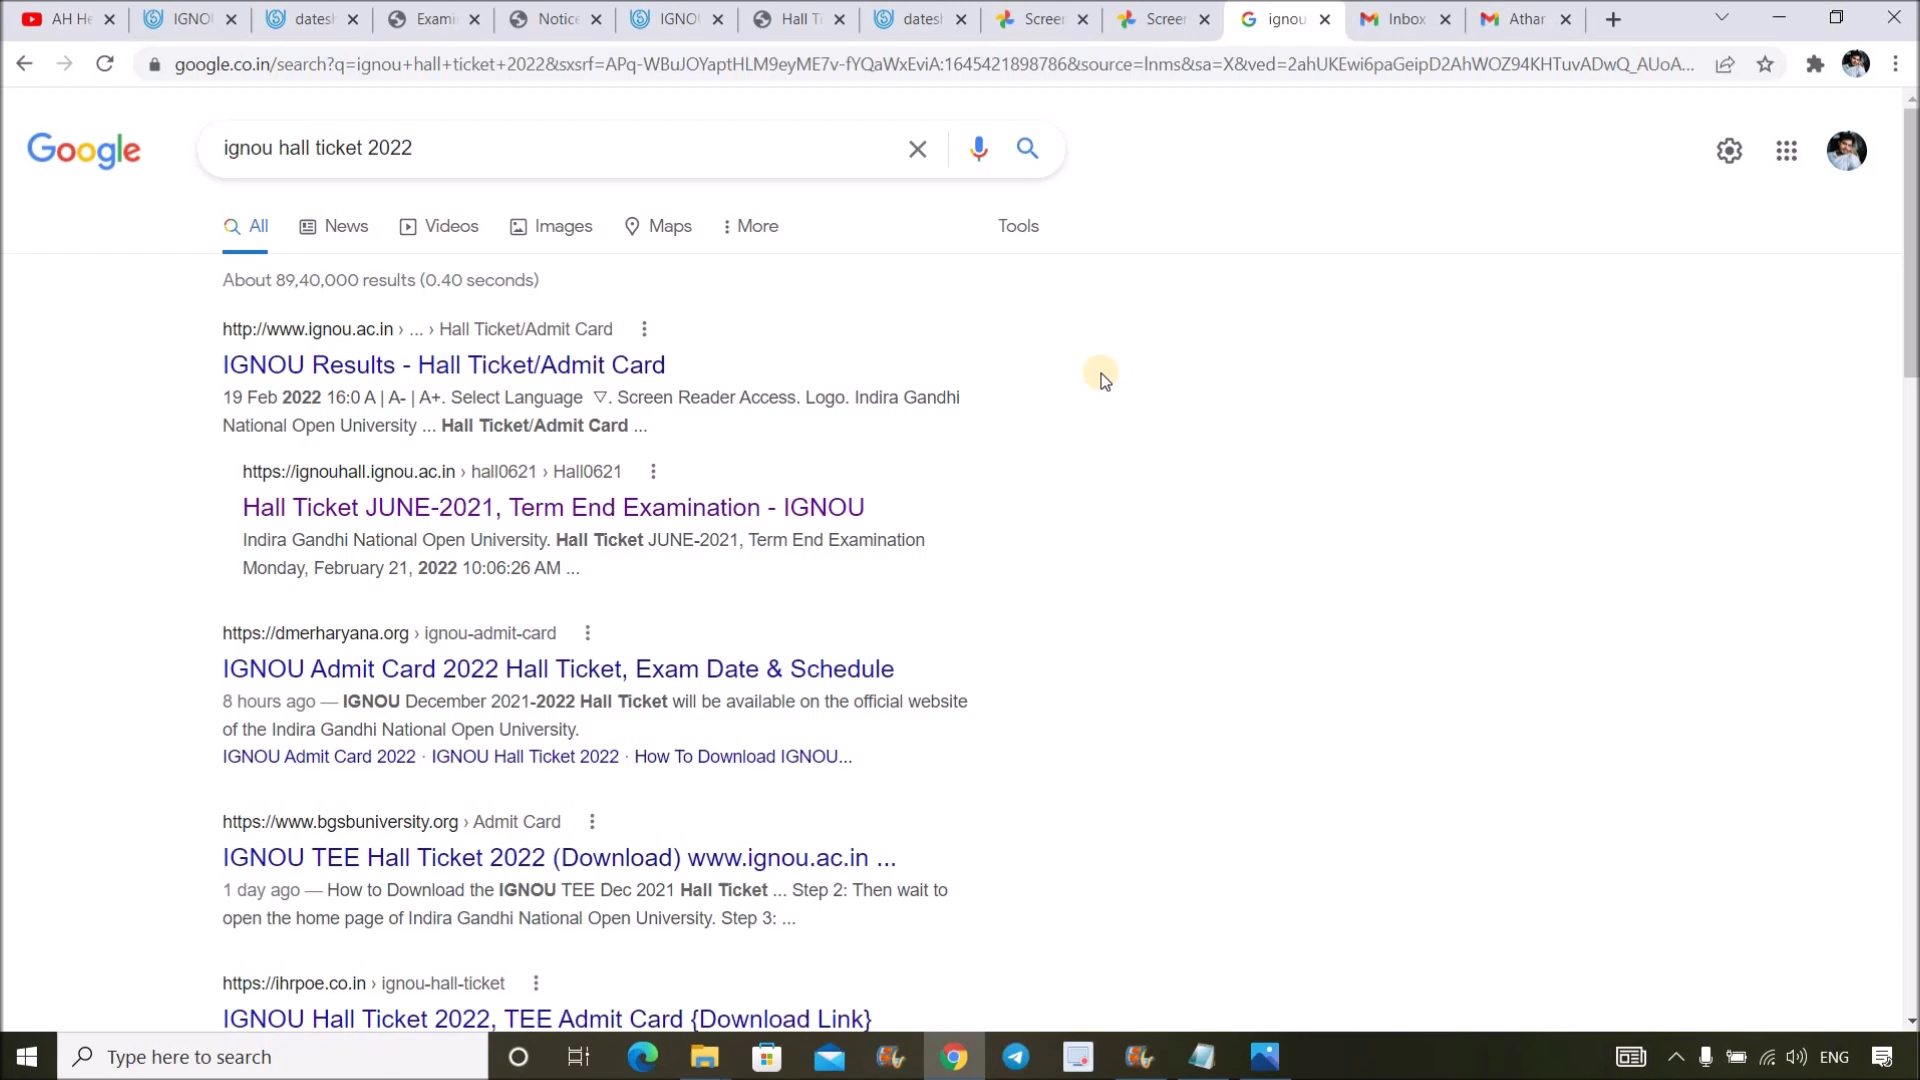 AH He
IGNO
datesh
Examin
Notice
IGNO
Hall Ti
datesh
Screen
Screen
ignou
Inbox
Athar
google.co.in/search?q=ignou+hall+ticket+2022&sxsrf=APq-WBuJOYaptHLM9eyME7v-fYQaWxEviA:1645421898786&source=lnms&sa=X&ved=2ahUKEwi6paGeipD2AhWOZ94KHTuvADwQ_AUoA...
Google
ignou hall ticket 2022
All
News
Videos
Images
Maps
More
Tools
About 89,40,000 results (0.40 seconds)
http://www.ignou.ac.in › ... › Hall Ticket/Admit Card
IGNOU Results - Hall Ticket/Admit Card
19 Feb 2022 16:0 A | A- | A+. Select Language ▽. Screen Reader Access. Logo. Indira Gandhi
National Open University ... Hall Ticket/Admit Card ...
https://ignouhall.ignou.ac.in › hall0621 › Hall0621
Hall Ticket JUNE-2021, Term End Examination - IGNOU
Indira Gandhi National Open University. Hall Ticket JUNE-2021, Term End Examination
Monday, February 21, 2022 10:06:26 AM ...
https://dmerharyana.org › ignou-admit-card
IGNOU Admit Card 2022 Hall Ticket, Exam Date & Schedule
8 hours ago — IGNOU December 2021-2022 Hall Ticket will be available on the official website
of the Indira Gandhi National Open University.
IGNOU Admit Card 2022 · IGNOU Hall Ticket 2022 · How To Download IGNOU...
https://www.bgsbuniversity.org › Admit Card
IGNOU TEE Hall Ticket 2022 (Download) www.ignou.ac.in ...
1 day ago — How to Download the IGNOU TEE Dec 2021 Hall Ticket ... Step 2: Then wait to
open the home page of Indira Gandhi National Open University. Step 3: ...
https://ihrpoe.co.in › ignou-hall-ticket
IGNOU Hall Ticket 2022, TEE Admit Card {Download Link}
Type here to search
ENG